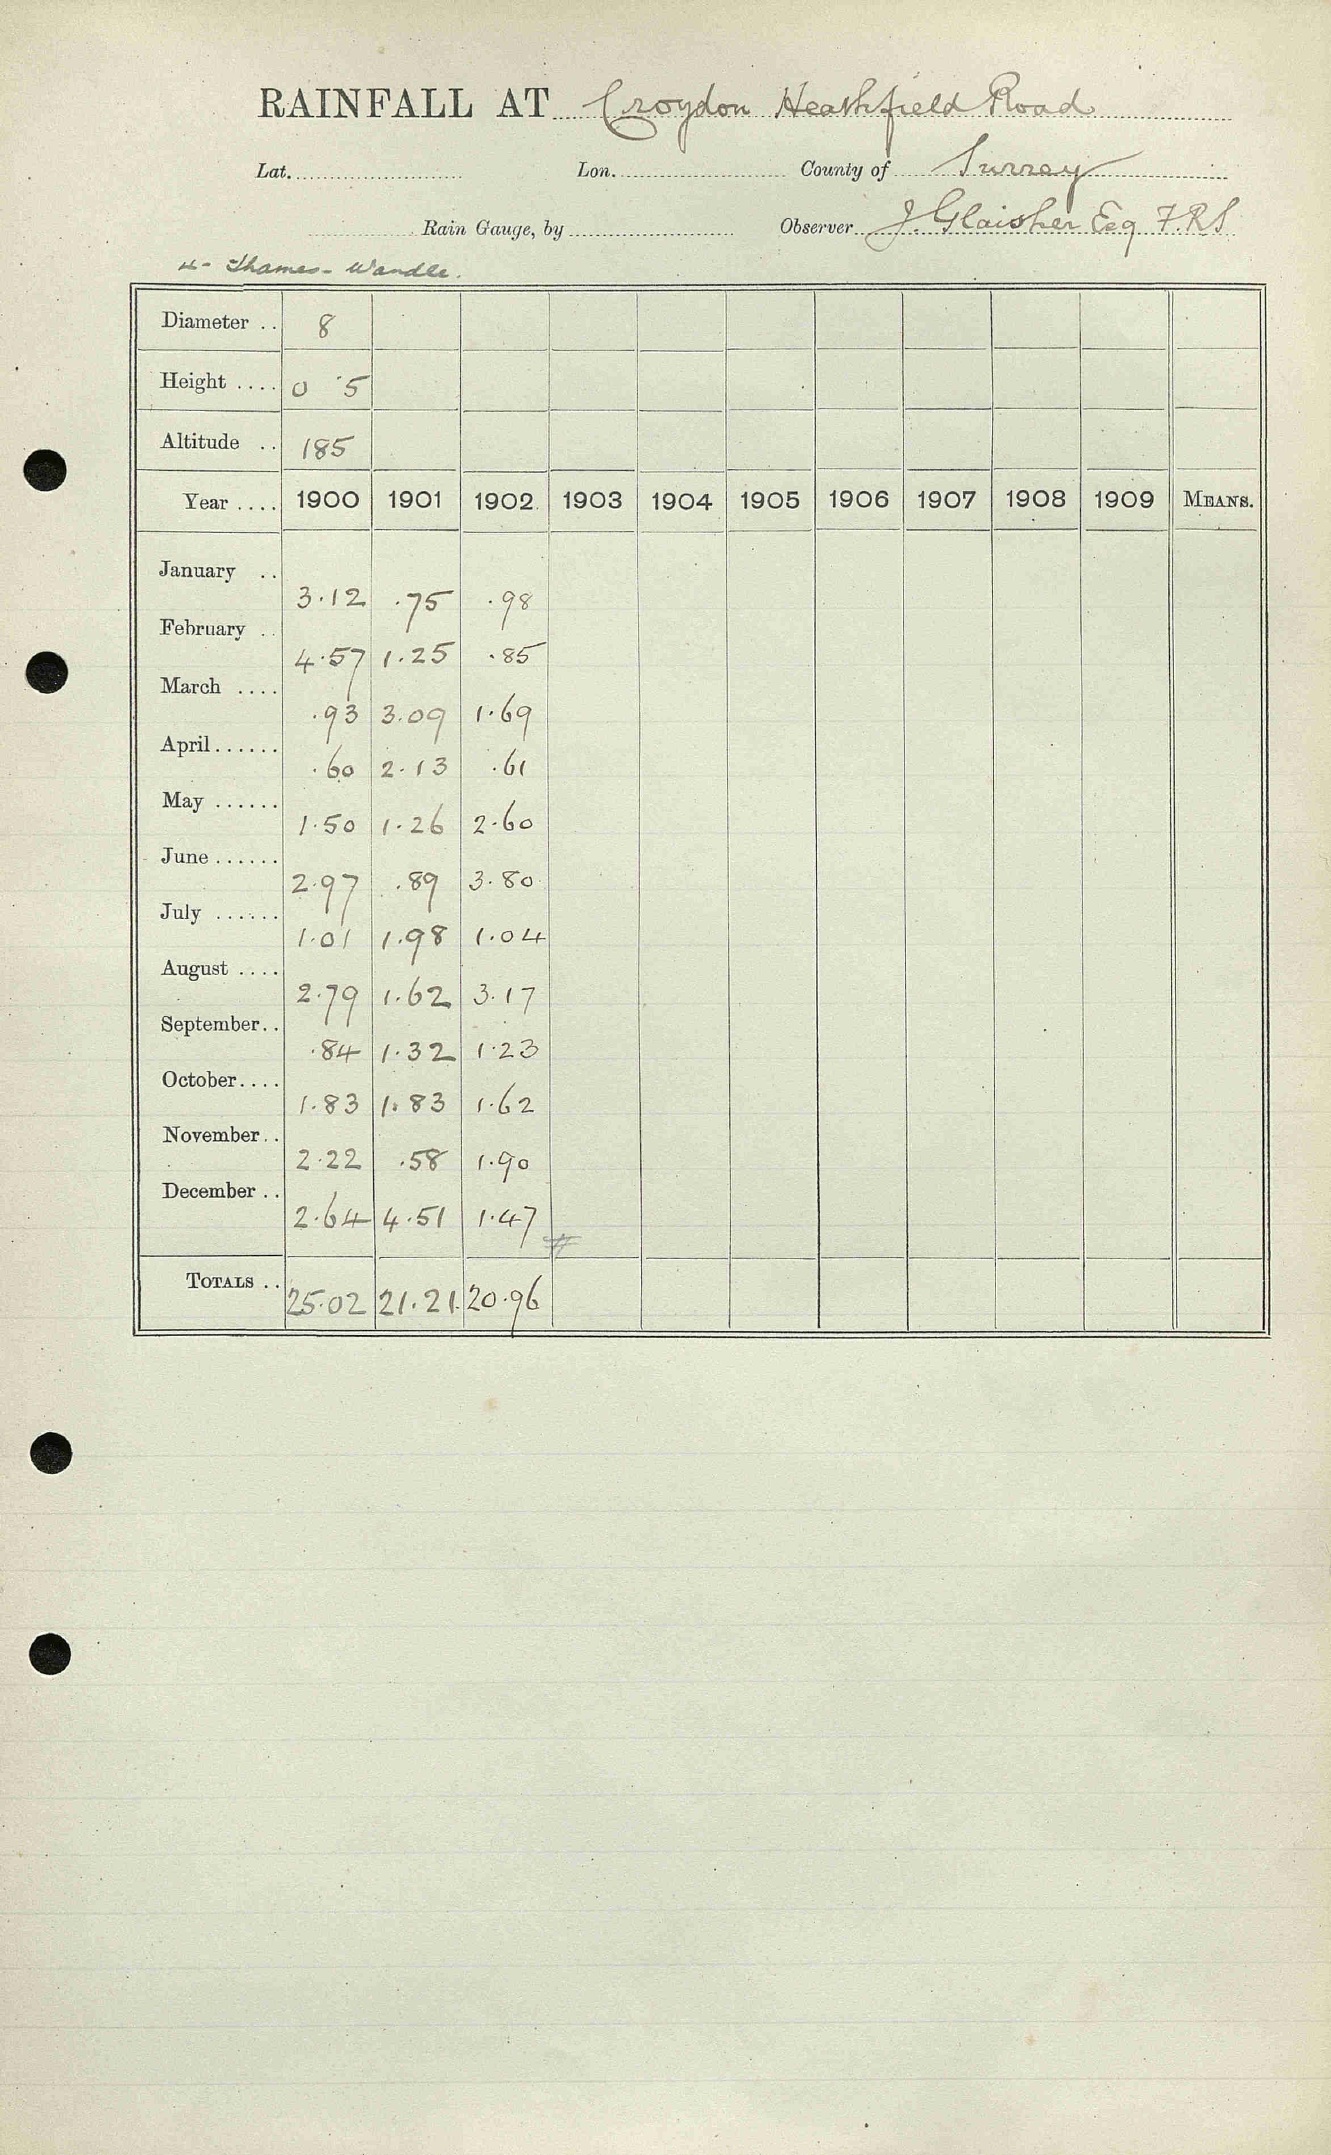 RAINFALL AT Croydon Heathfield Road
Lat. Lon. County of Surrey
Rain Gauge, by Observer J. Glaisher Esq F.R.S
4- Thames - Wandle.
Diameter .. 8
Height .... 0 5
Altitude .. 185
Year .... 1900 1901 1902 1903 1904 1905 1906 1907 1908 1909 MEANS.
January .. 3.12 .75 .98
February .. 4.57 1.25 .85
March .... .93 3.09 1.69
April ...... .60 2.13 .61
May ...... 1.50 1.26 2.60
June ...... 2.97 .89 3.80
July ...... 1.01 1.98 1.04
August .... 2.79 1.62 3.17
September.. .84 1.32 1.23
October.... 1.83 1.83 1.62
November.. 2.22 .58 1.90
December .. 2.64 4.51 1.47
TOTALS .. 25.02 21.21 20.96